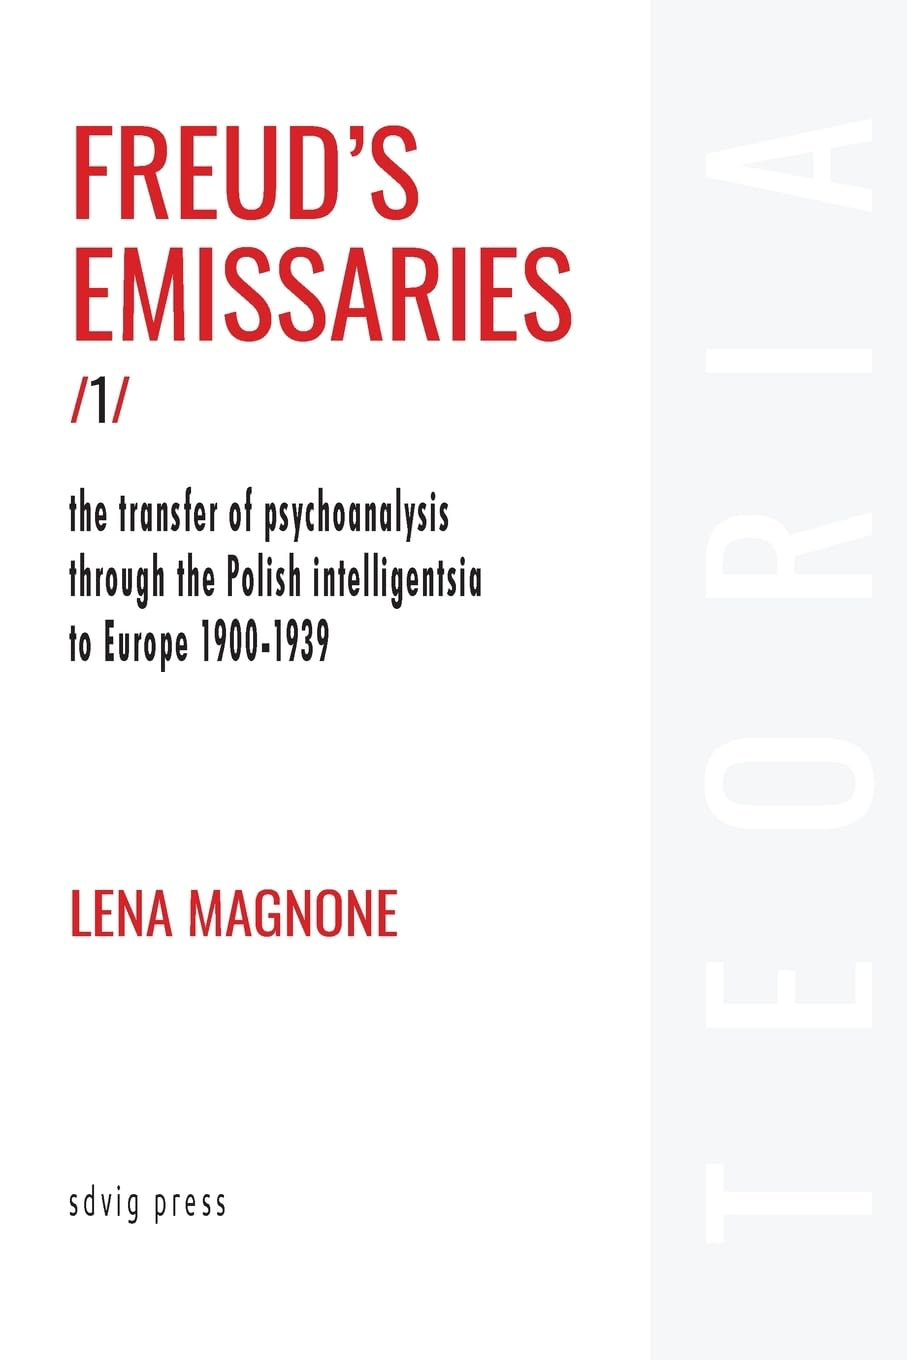 FREUD'S
EMISSARIES
/1/
the transfer of psychoanalysis
through the Polish intelligentsia
to Europe 1900-1939
LENA MAGNONE
sdvig press
TEORIA